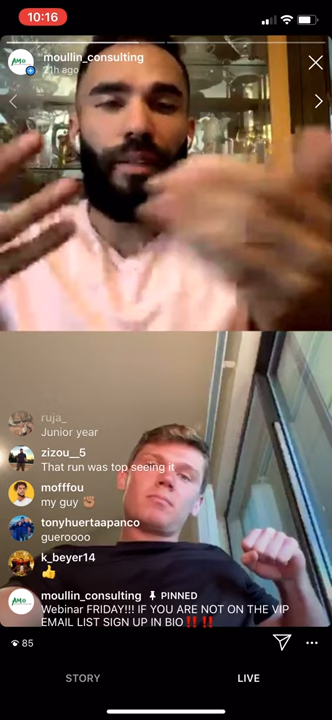 10:16
moullin_consulting
21h ago
ruja_
Junior year
zizou__5
That run was top seeing it
mofffou
my guy ✊🏽
tonyhuertaapanco
gueroooo
k_beyer14
👍
moullin_consulting PINNED
Webinar FRIDAY!!! IF YOU ARE NOT ON THE VIP
EMAIL LIST SIGN UP IN BIO‼️‼️
85
STORY LIVE